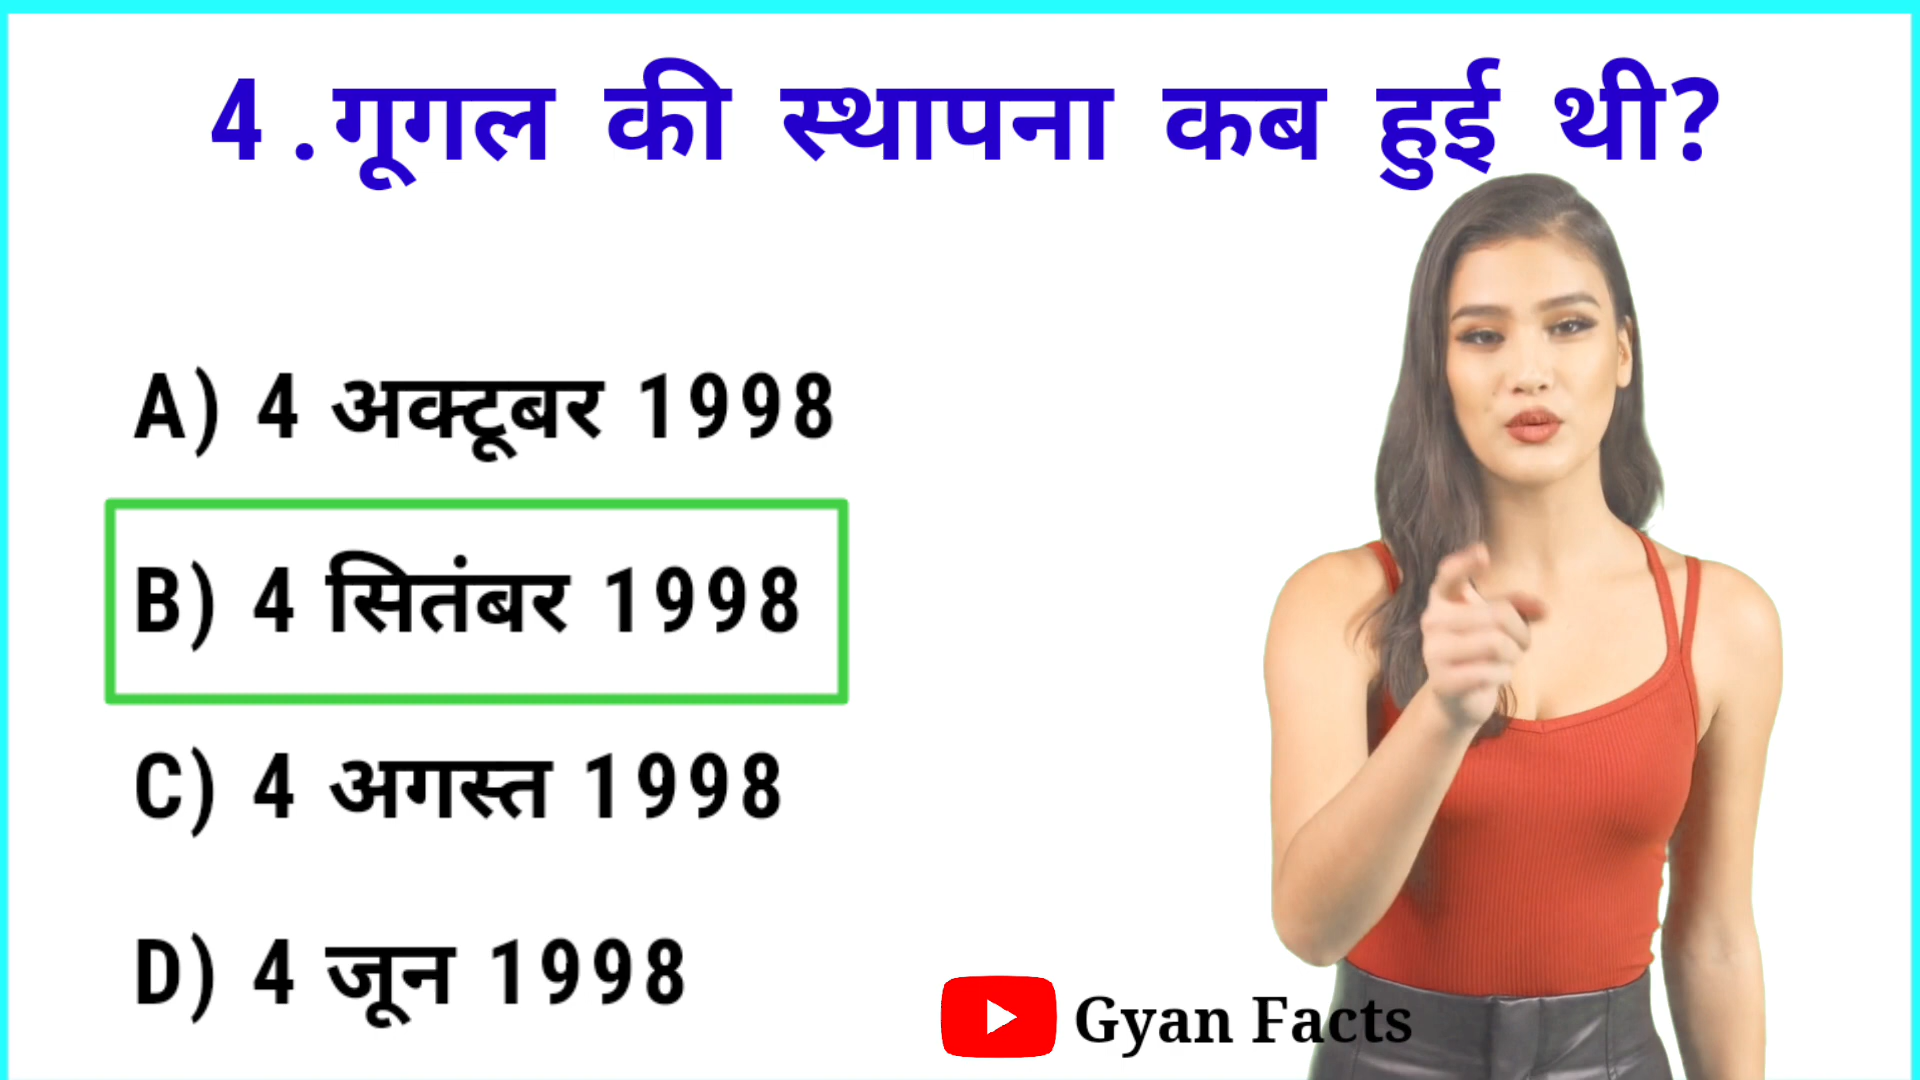 4 .गूगल की स्थापना कब हुई थी?
A) 4 अक्टूबर 1998
B) 4 सितंबर 1998
C) 4 अगस्त 1998
D) 4 जून 1998
Gyan Facts